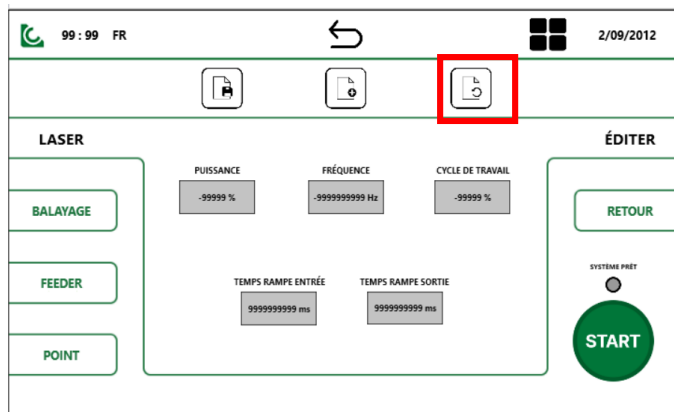 99 : 99 FR
2/09/2012
LASER
ÉDITER
PUISSANCE
FRÉQUENCE
CYCLE DE TRAVAIL
-99999 %
-9999999999 Hz
-99999 %
BALAYAGE
RETOUR
SYSTÈME PRÊT
FEEDER
TEMPS RAMPE ENTRÉE
TEMPS RAMPE SORTIE
9999999999 ms
9999999999 ms
START
POINT